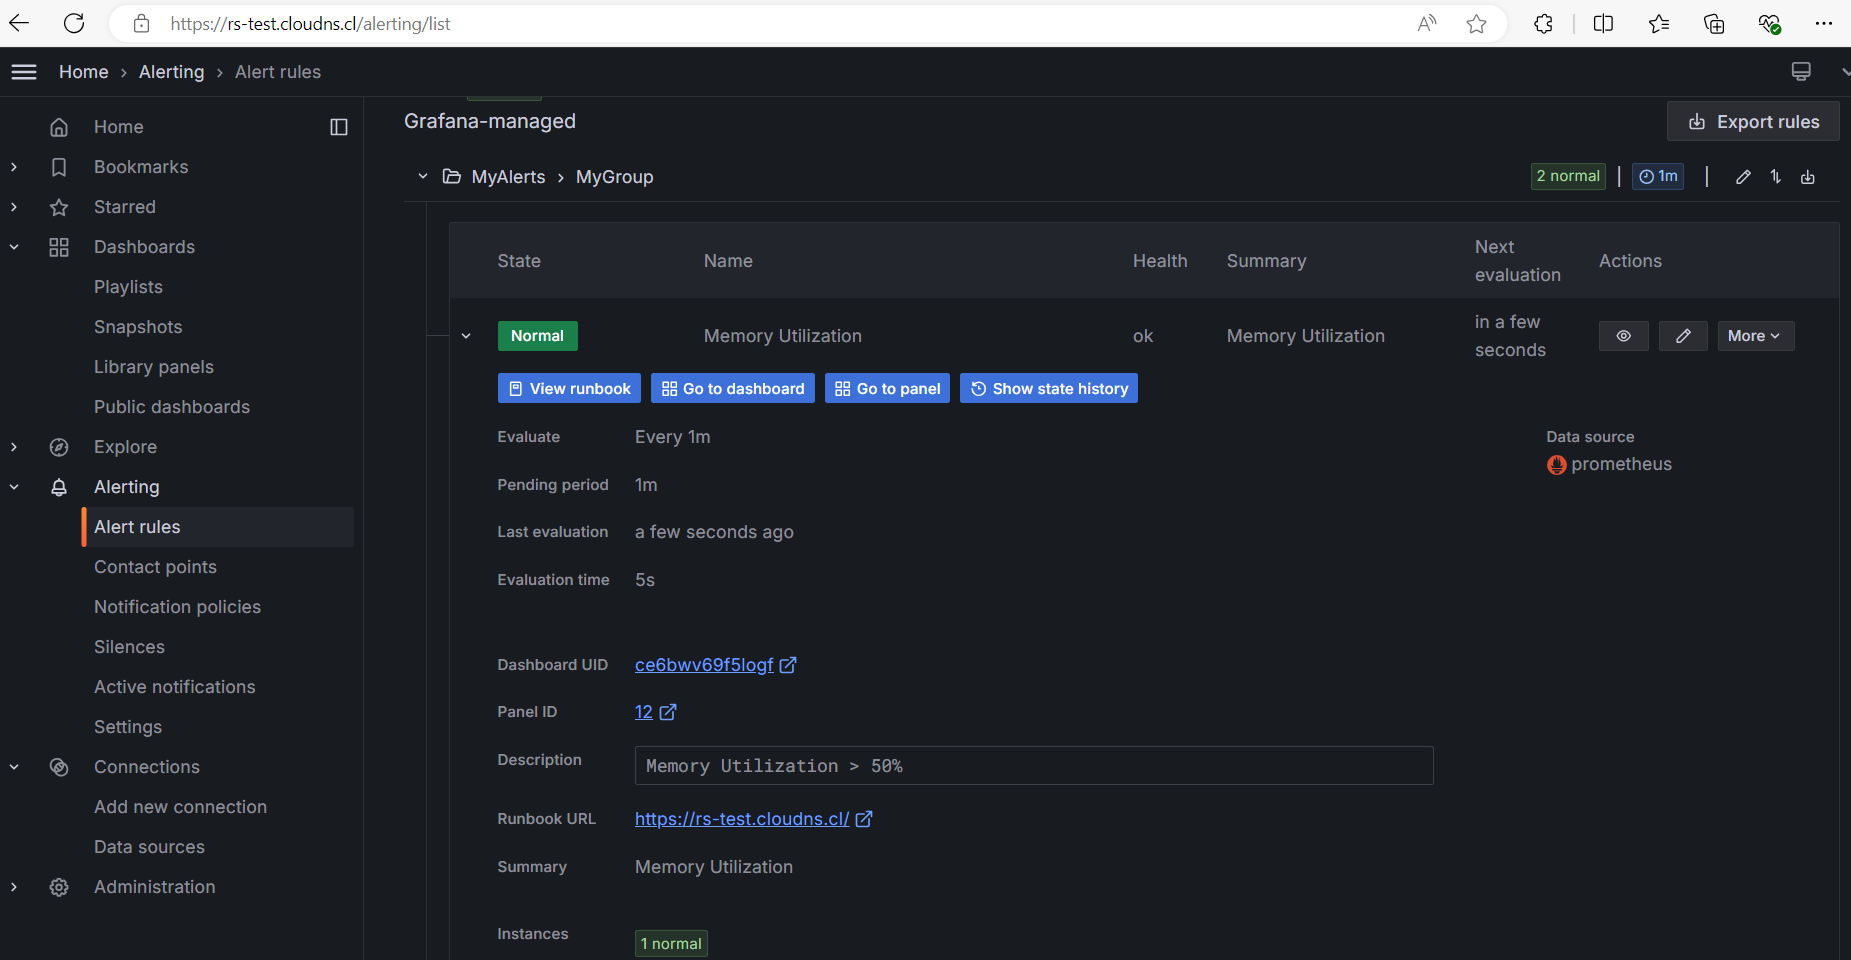 https://rs-test.cloudns.cl/alerting/list
Home › Alerting › Alert rules
Home
Bookmarks
Starred
Dashboards
Playlists
Snapshots
Library panels
Public dashboards
Explore
Alerting
Alert rules
Contact points
Notification policies
Silences
Active notifications
Settings
Connections
Add new connection
Data sources
Administration
Grafana-managed
Export rules
MyAlerts › MyGroup
2 normal | 1m |
State Name Health Summary Next evaluation Actions
Normal Memory Utilization ok Memory Utilization in a few seconds More
View runbook Go to dashboard Go to panel Show state history
Evaluate Every 1m
Data source
prometheus
Pending period 1m
Last evaluation a few seconds ago
Evaluation time 5s
Dashboard UID ce6bwv69f5logf
Panel ID 12
Description Memory Utilization > 50%
Runbook URL https://rs-test.cloudns.cl/
Summary Memory Utilization
Instances 1 normal